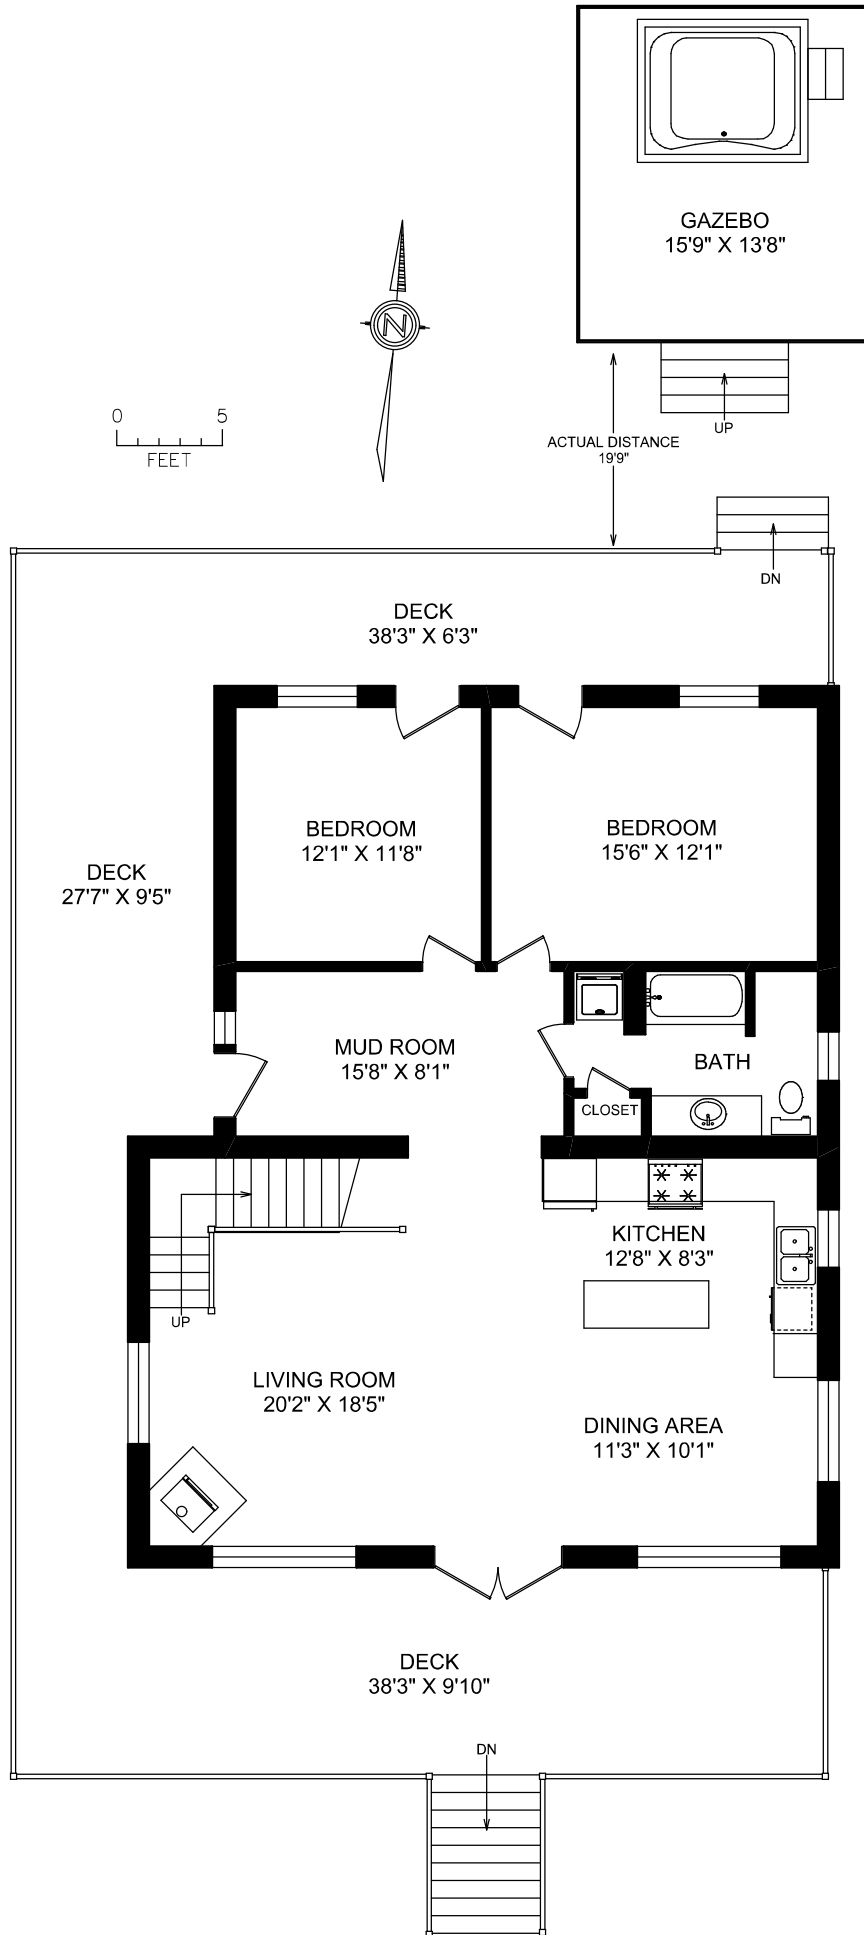 GAZEBO
15'9" X 13'8"
N
0 5
FEET
UP
ACTUAL DISTANCE
19'9"
DN
DECK
38'3" X 6'3"
BEDROOM
12'1" X 11'8"
BEDROOM
15'6" X 12'1"
DECK
27'7" X 9'5"
MUD ROOM
15'8" X 8'1"
BATH
CLOSET
KITCHEN
12'8" X 8'3"
UP
LIVING ROOM
20'2" X 18'5"
DINING AREA
11'3" X 10'1"
DECK
38'3" X 9'10"
DN